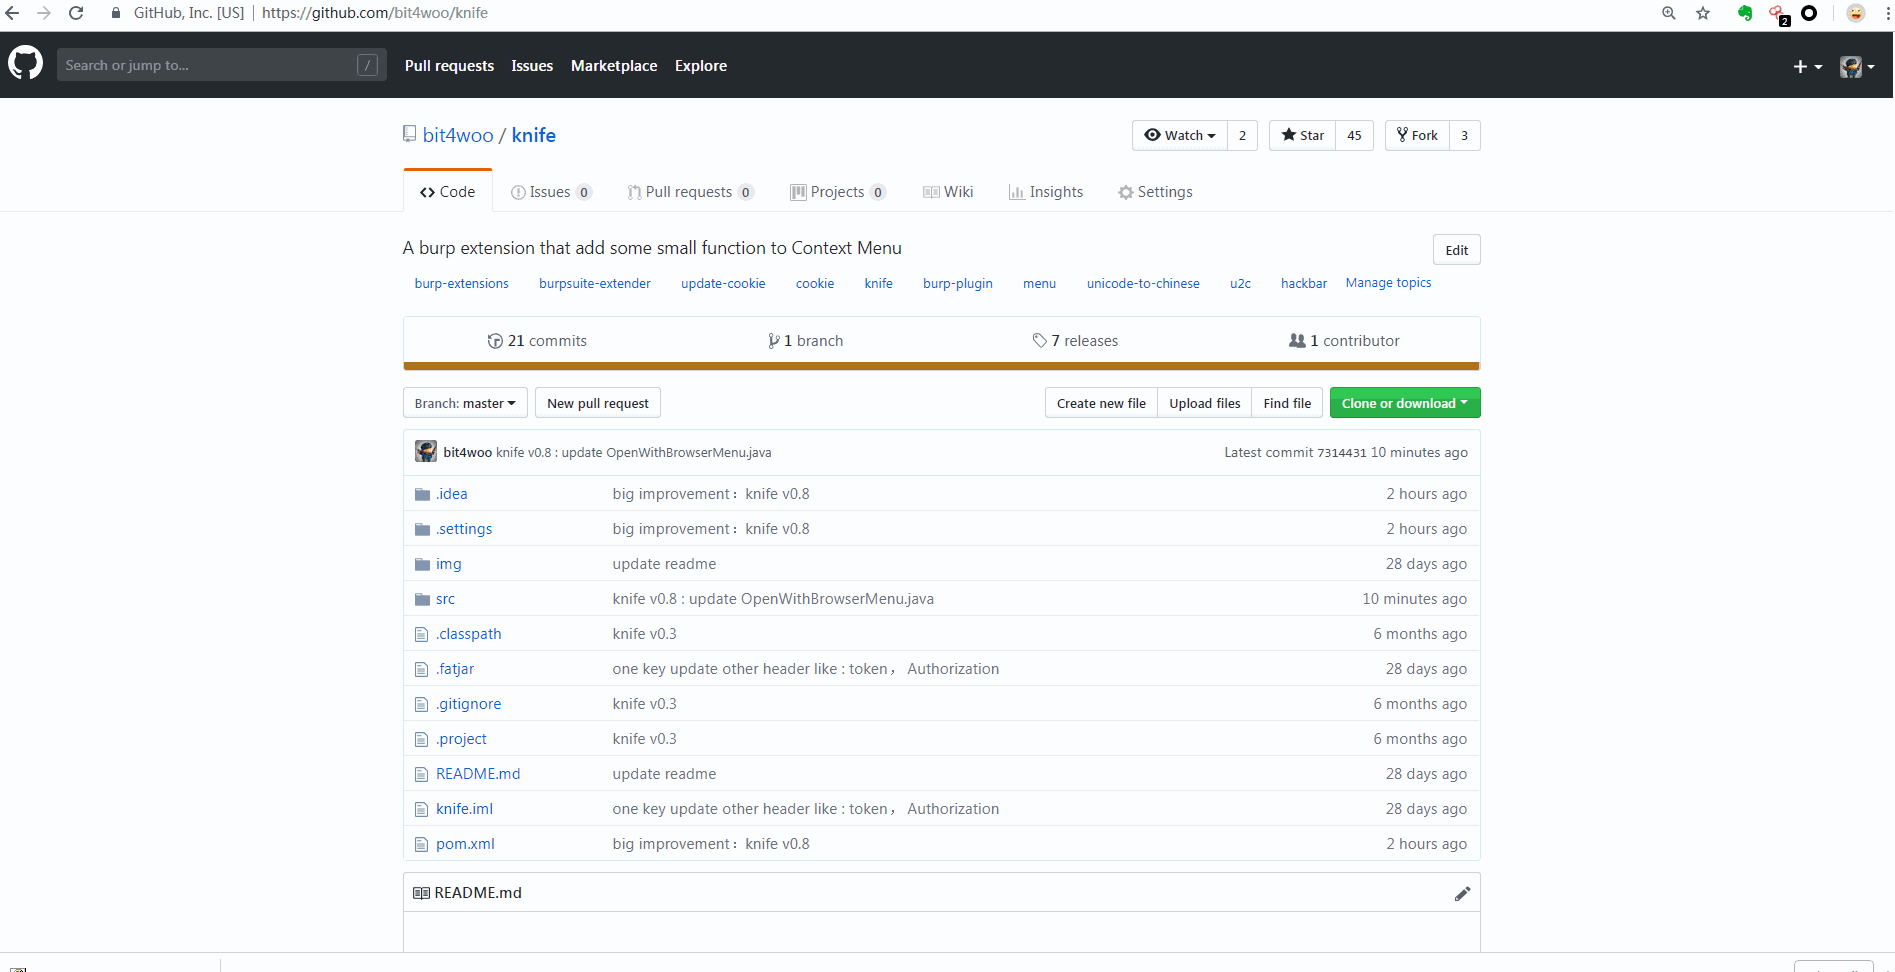 GitHub, Inc. [US] | https://github.com/bit4woo/knife
2
Search or jump to... /
Pull requests Issues Marketplace Explore
bit4woo / knife
Watch 2 Star 45 Fork 3
Code Issues 0 Pull requests 0 Projects 0 Wiki Insights Settings
A burp extension that add some small function to Context Menu
Edit
burp-extensions burpsuite-extender update-cookie cookie knife burp-plugin menu unicode-to-chinese u2c hackbar Manage topics
21 commits 1 branch 7 releases 1 contributor
Branch: master New pull request Create new file Upload files Find file Clone or download
bit4woo knife v0.8 : update OpenWithBrowserMenu.java Latest commit 7314431 10 minutes ago
.idea big improvement：knife v0.8 2 hours ago
.settings big improvement：knife v0.8 2 hours ago
img update readme 28 days ago
src knife v0.8 : update OpenWithBrowserMenu.java 10 minutes ago
.classpath knife v0.3 6 months ago
.fatjar one key update other header like : token， Authorization 28 days ago
.gitignore knife v0.3 6 months ago
.project knife v0.3 6 months ago
README.md update readme 28 days ago
knife.iml one key update other header like : token， Authorization 28 days ago
pom.xml big improvement：knife v0.8 2 hours ago
README.md